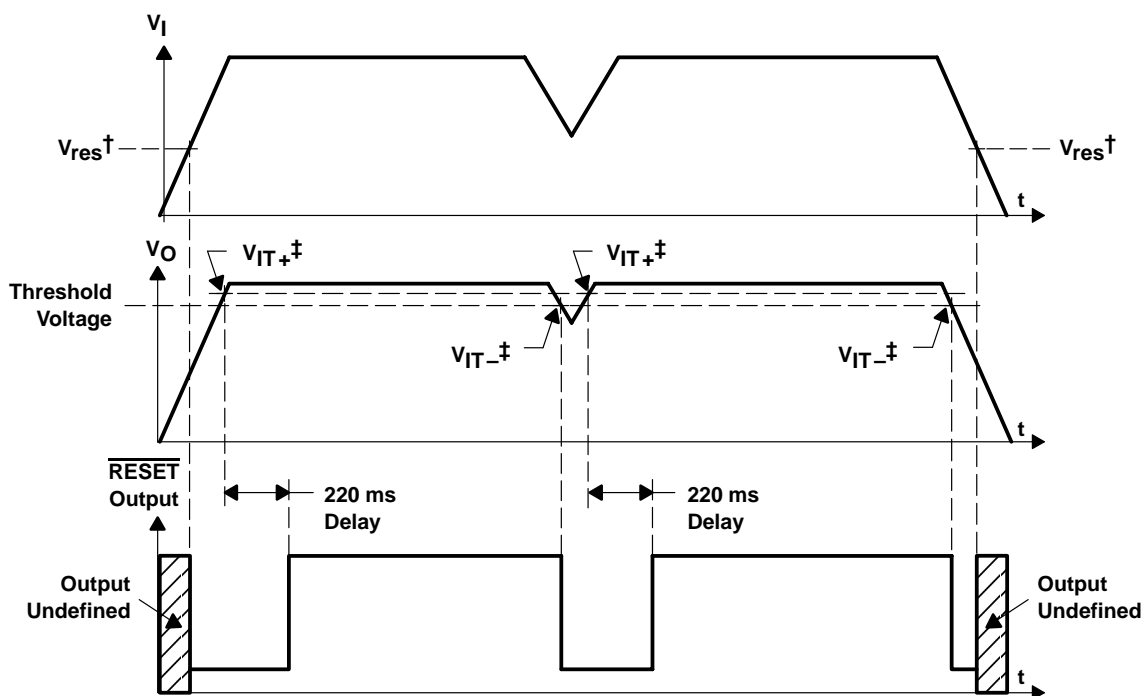 VI
Vres†
Vres†
t
VO
VIT+‡
VIT+‡
Threshold
Voltage
VIT–‡
VIT–‡
t
RESET
Output
220 ms
Delay
220 ms
Delay
Output
Undefined
Output
Undefined
t